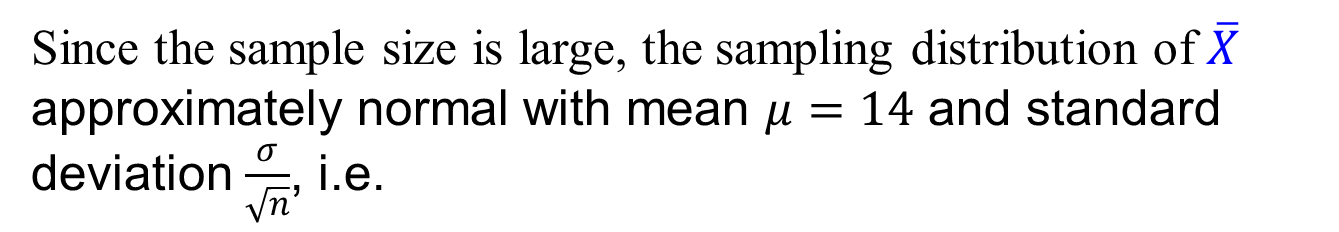 Since the sample size is large, the sampling distribution of X̅
approximately normal with mean μ = 14 and standard
deviation σ/√n, i.e.